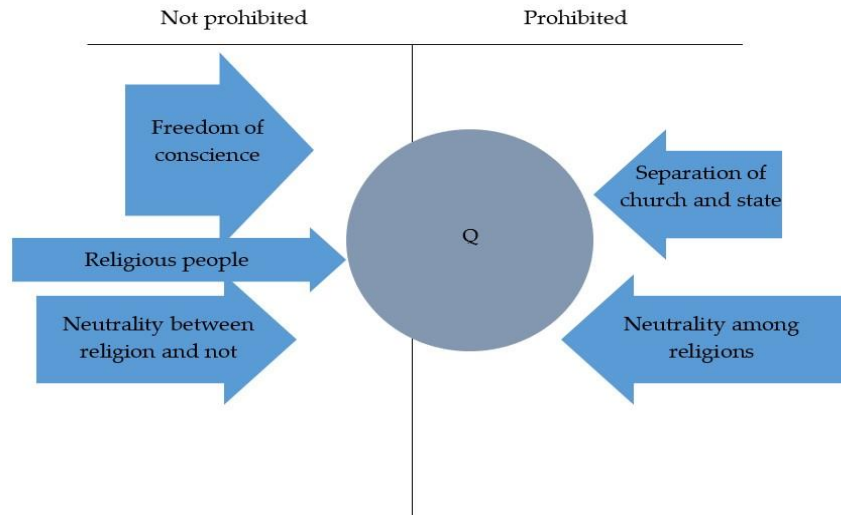 Not prohibited
Prohibited
Freedom of
conscience
Separation of
church and state
Q
Religious people
Neutrality between
religion and not
Neutrality among
religions